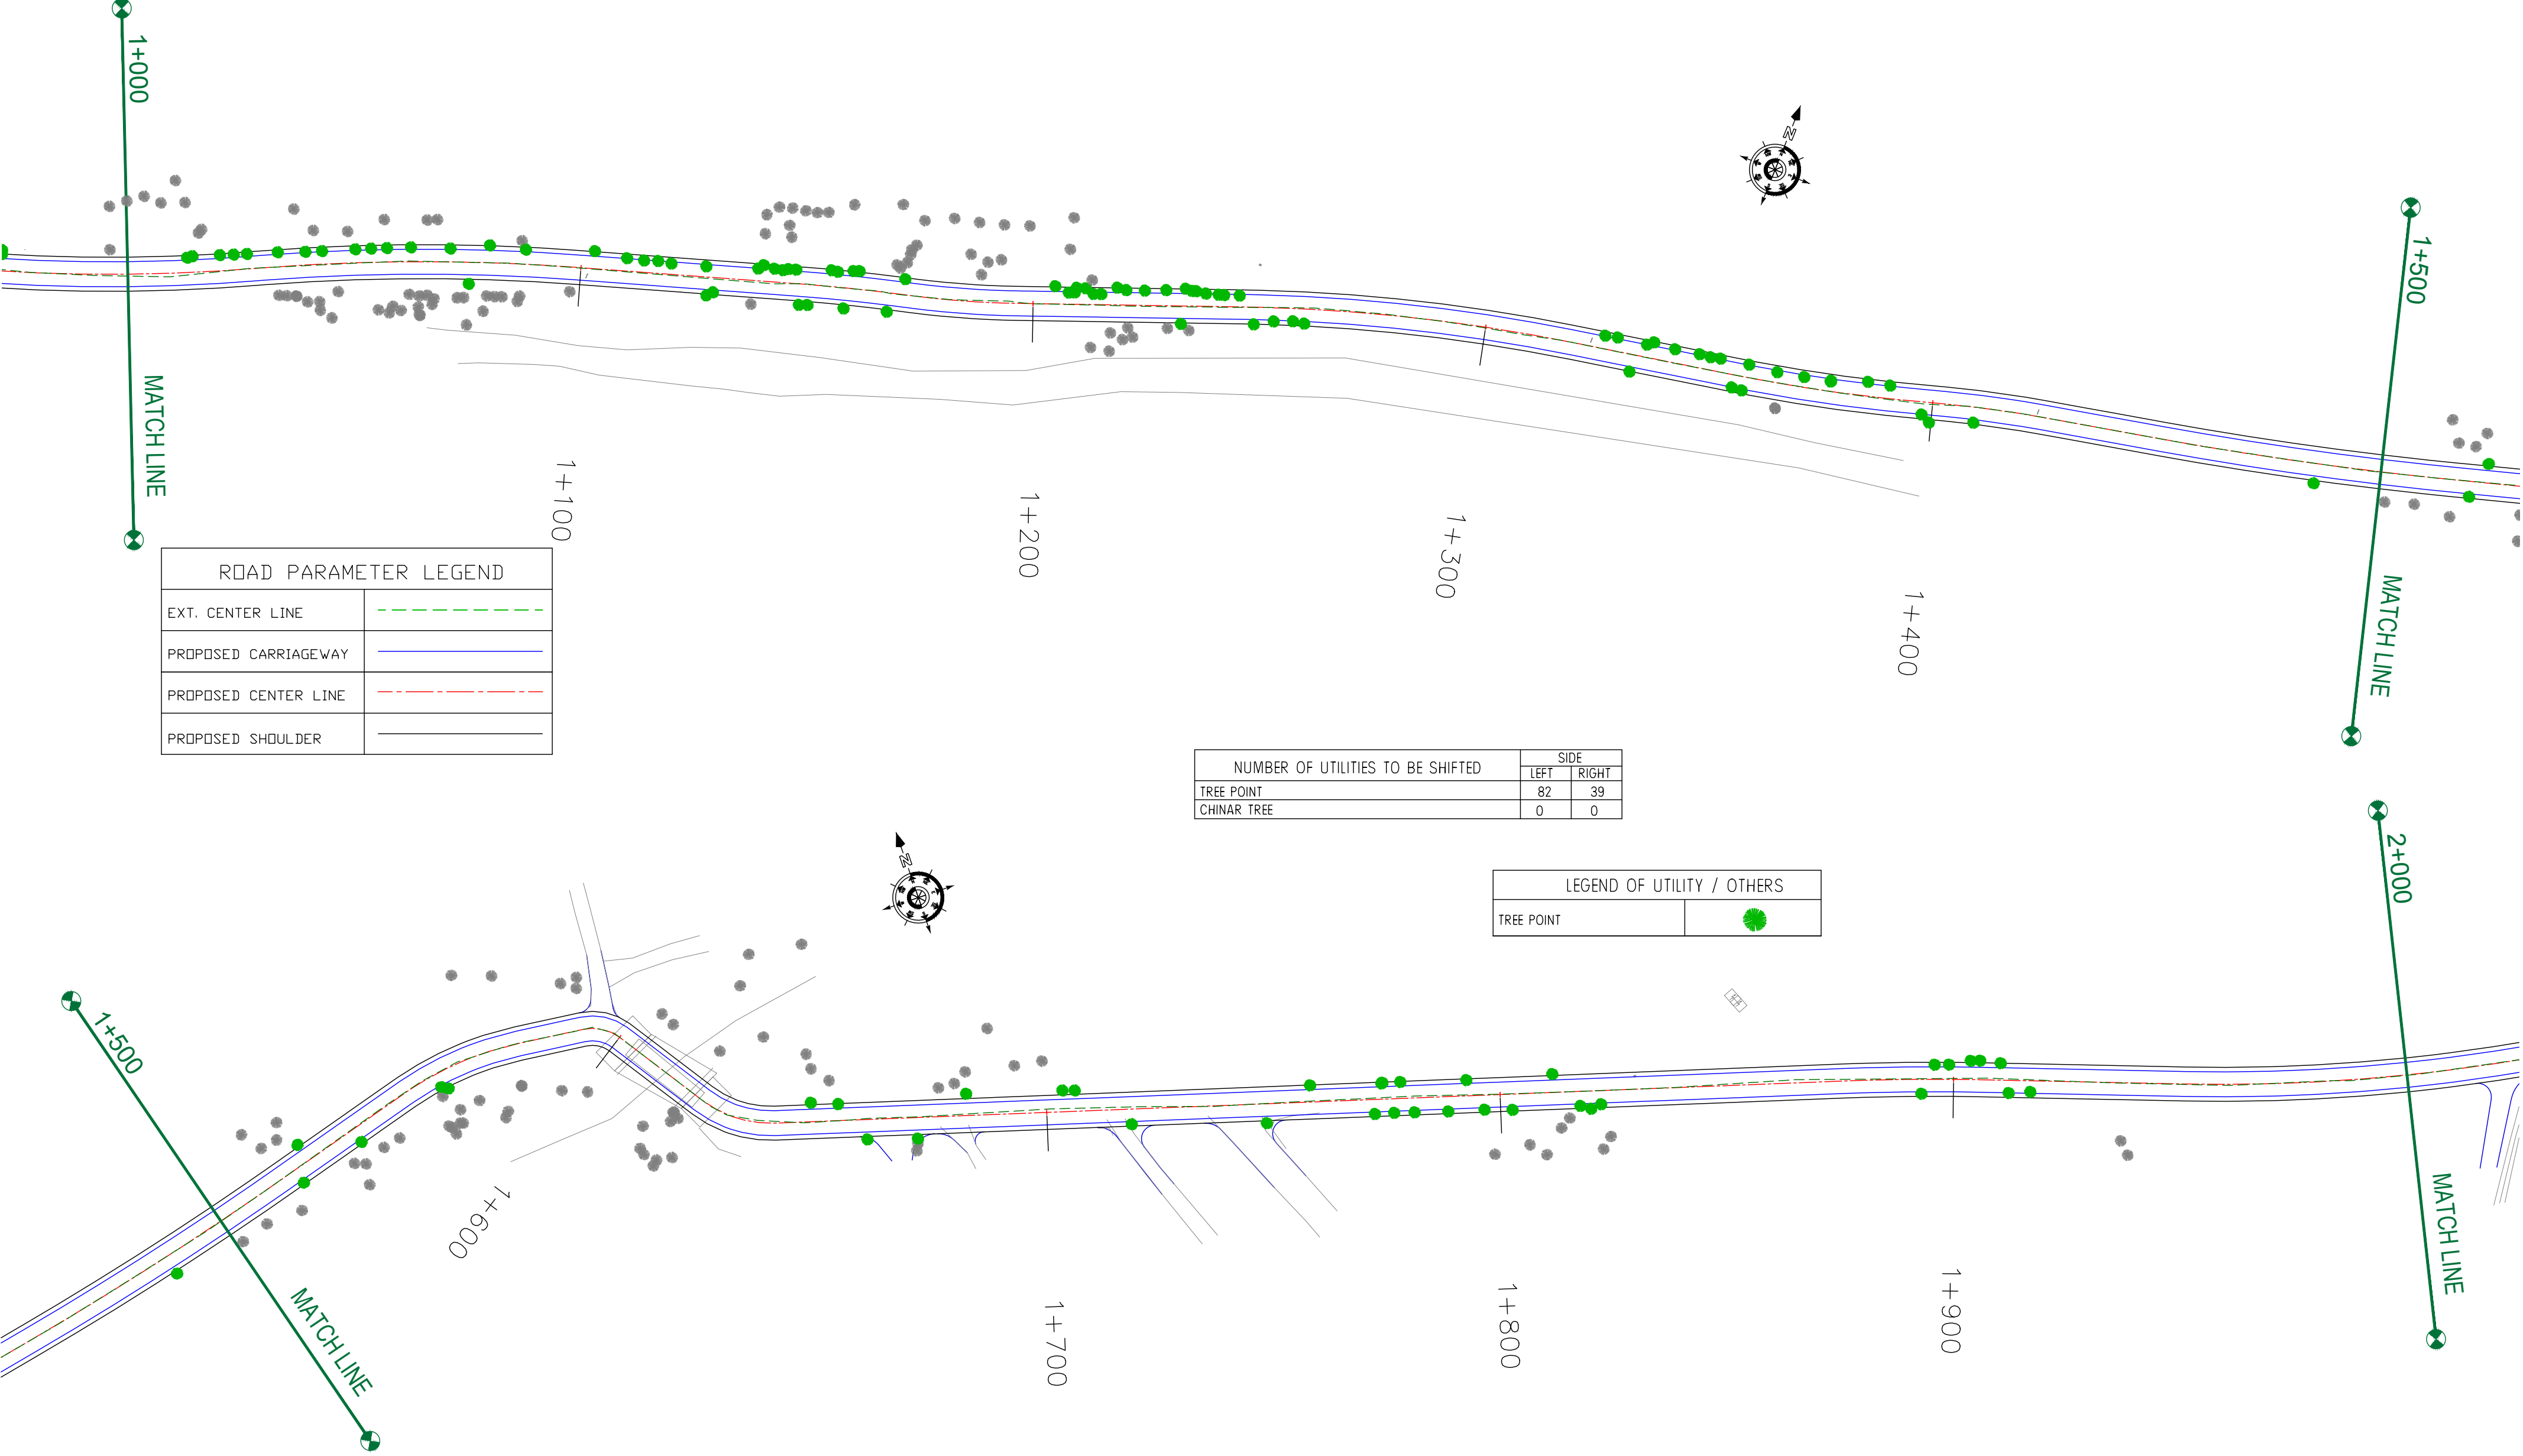 1+000
MATCH LINE
N
1+500
MATCH LINE
1+100
1+200
1+300
1+400
ROAD PARAMETER LEGEND
EXT. CENTER LINE
PROPOSED CARRIAGEWAY
PROPOSED CENTER LINE
PROPOSED SHOULDER
NUMBER OF UTILITIES TO BE SHIFTED
SIDE
LEFT RIGHT
TREE POINT 82 39
CHINAR TREE 0 0
N
LEGEND OF UTILITY / OTHERS
TREE POINT
2+000
MATCH LINE
1+500
MATCH LINE
1+600
1+700
1+800
1+900